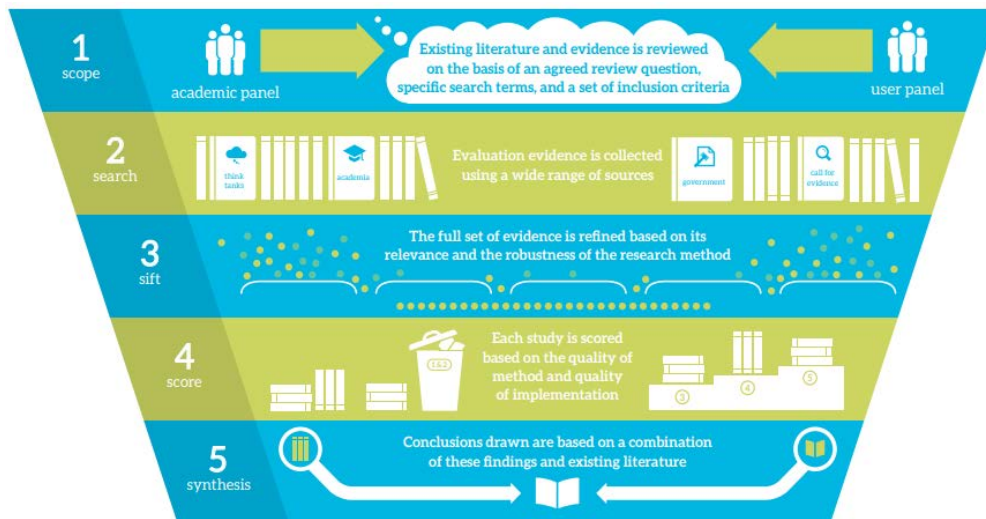 1
scope
academic panel
Existing literature and evidence is reviewed
on the basis of an agreed review question,
specific search terms, and a set of inclusion criteria
user panel
2
search
think
tanks
academia
Evaluation evidence is collected
using a wide range of sources
government
call for
evidence
3
sift
The full set of evidence is refined based on its
relevance and the robustness of the research method
4
score
1 & 2
Each study is scored
based on the quality of
method and quality
of implementation
3
4
5
5
synthesis
Conclusions drawn are based on a combination
of these findings and existing literature